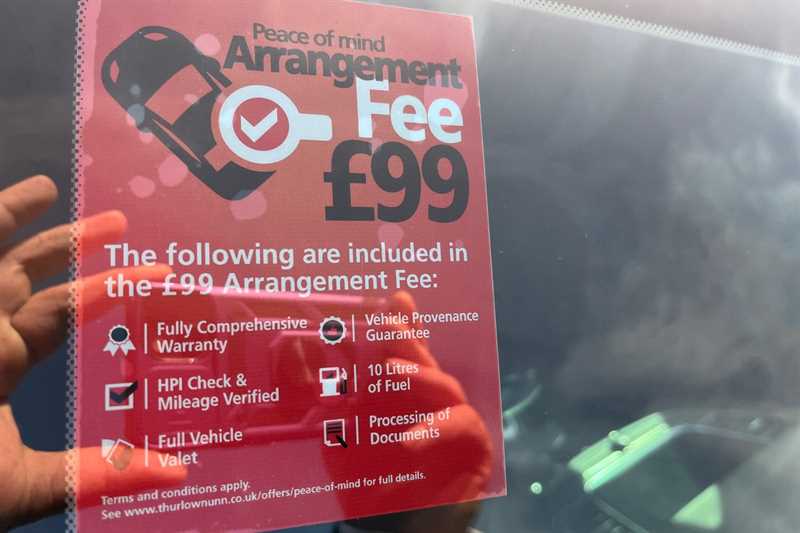 Peace of mind
Arrangement
Fee
£99
The following are included in
the £99 Arrangement Fee:
Fully Comprehensive
Warranty
Vehicle Provenance
Guarantee
HPI Check &
Mileage Verified
10 Litres
of Fuel
Full Vehicle
Valet
Processing of
Documents
Terms and conditions apply.
See www.thurlownunn.co.uk/offers/peace-of-mind for full details.